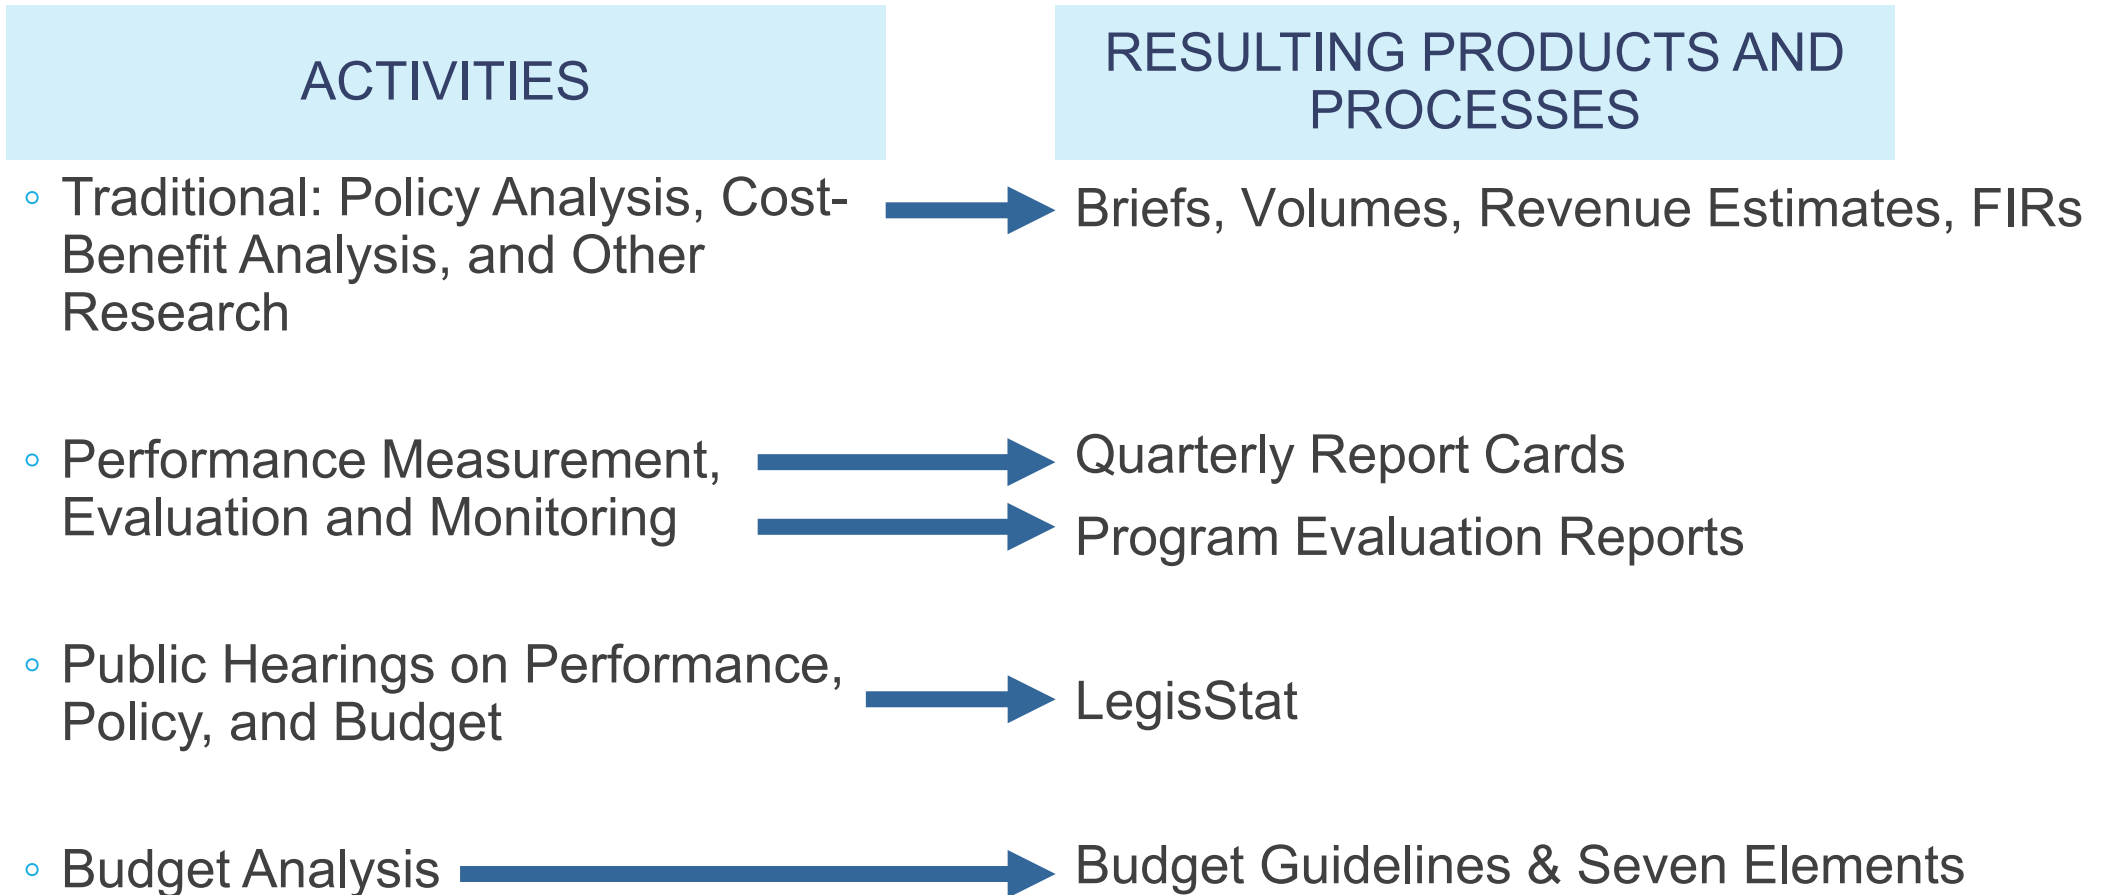 ACTIVITIES
RESULTING PRODUCTS AND
PROCESSES
◦ Traditional: Policy Analysis, Cost-
Benefit Analysis, and Other
Research
Briefs, Volumes, Revenue Estimates, FIRs
◦ Performance Measurement,
Evaluation and Monitoring
Quarterly Report Cards
Program Evaluation Reports
◦ Public Hearings on Performance,
Policy, and Budget
LegisStat
◦ Budget Analysis
Budget Guidelines & Seven Elements